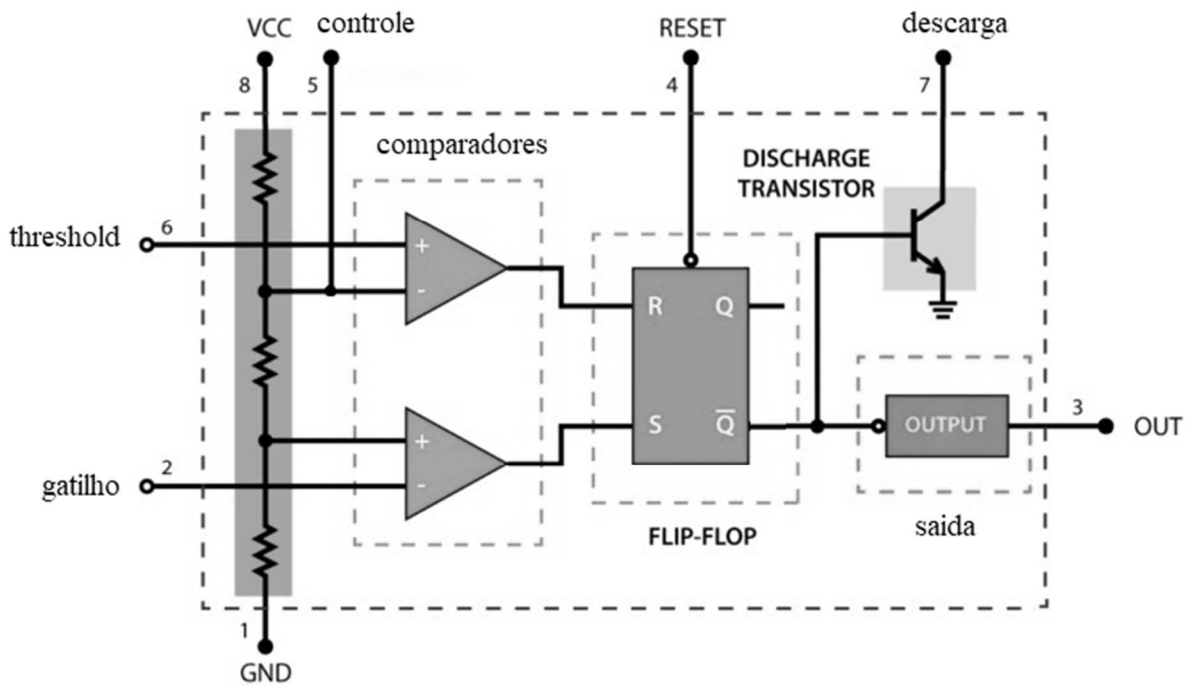 VCC
controle
RESET
descarga
8
5
4
7
comparadores
DISCHARGE
TRANSISTOR
threshold
6
+
-
R
Q
+
-
S
Q̅
OUTPUT
3
OUT
gatilho
2
FLIP-FLOP
saida
1
GND